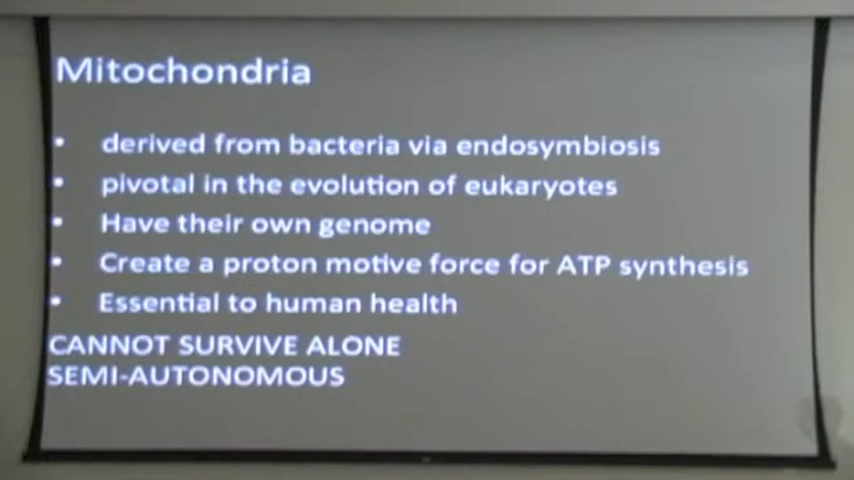 Mitochondria
• derived from bacteria via endosymbiosis
• pivotal in the evolution of eukaryotes
• Have their own genome
• Create a proton motive force for ATP synthesis
• Essential to human health
CANNOT SURVIVE ALONE
SEMI-AUTONOMOUS